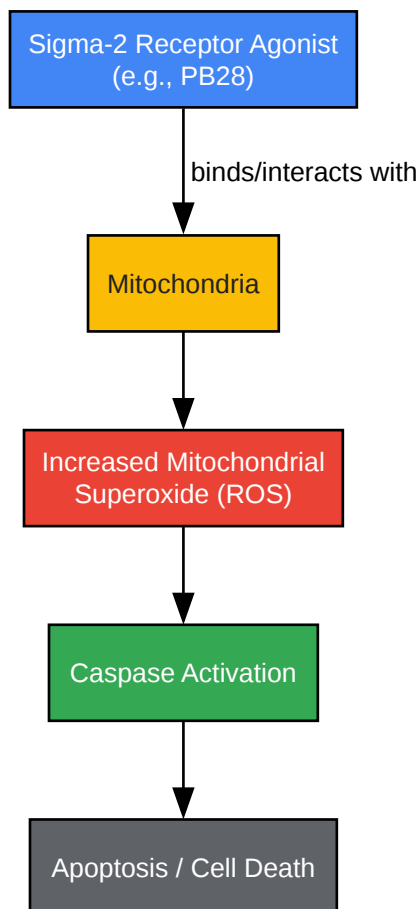 Sigma-2 Receptor Agonist
(e.g., PB28)
binds/interacts with
Mitochondria
Increased Mitochondrial
Superoxide (ROS)
Caspase Activation
Apoptosis / Cell Death